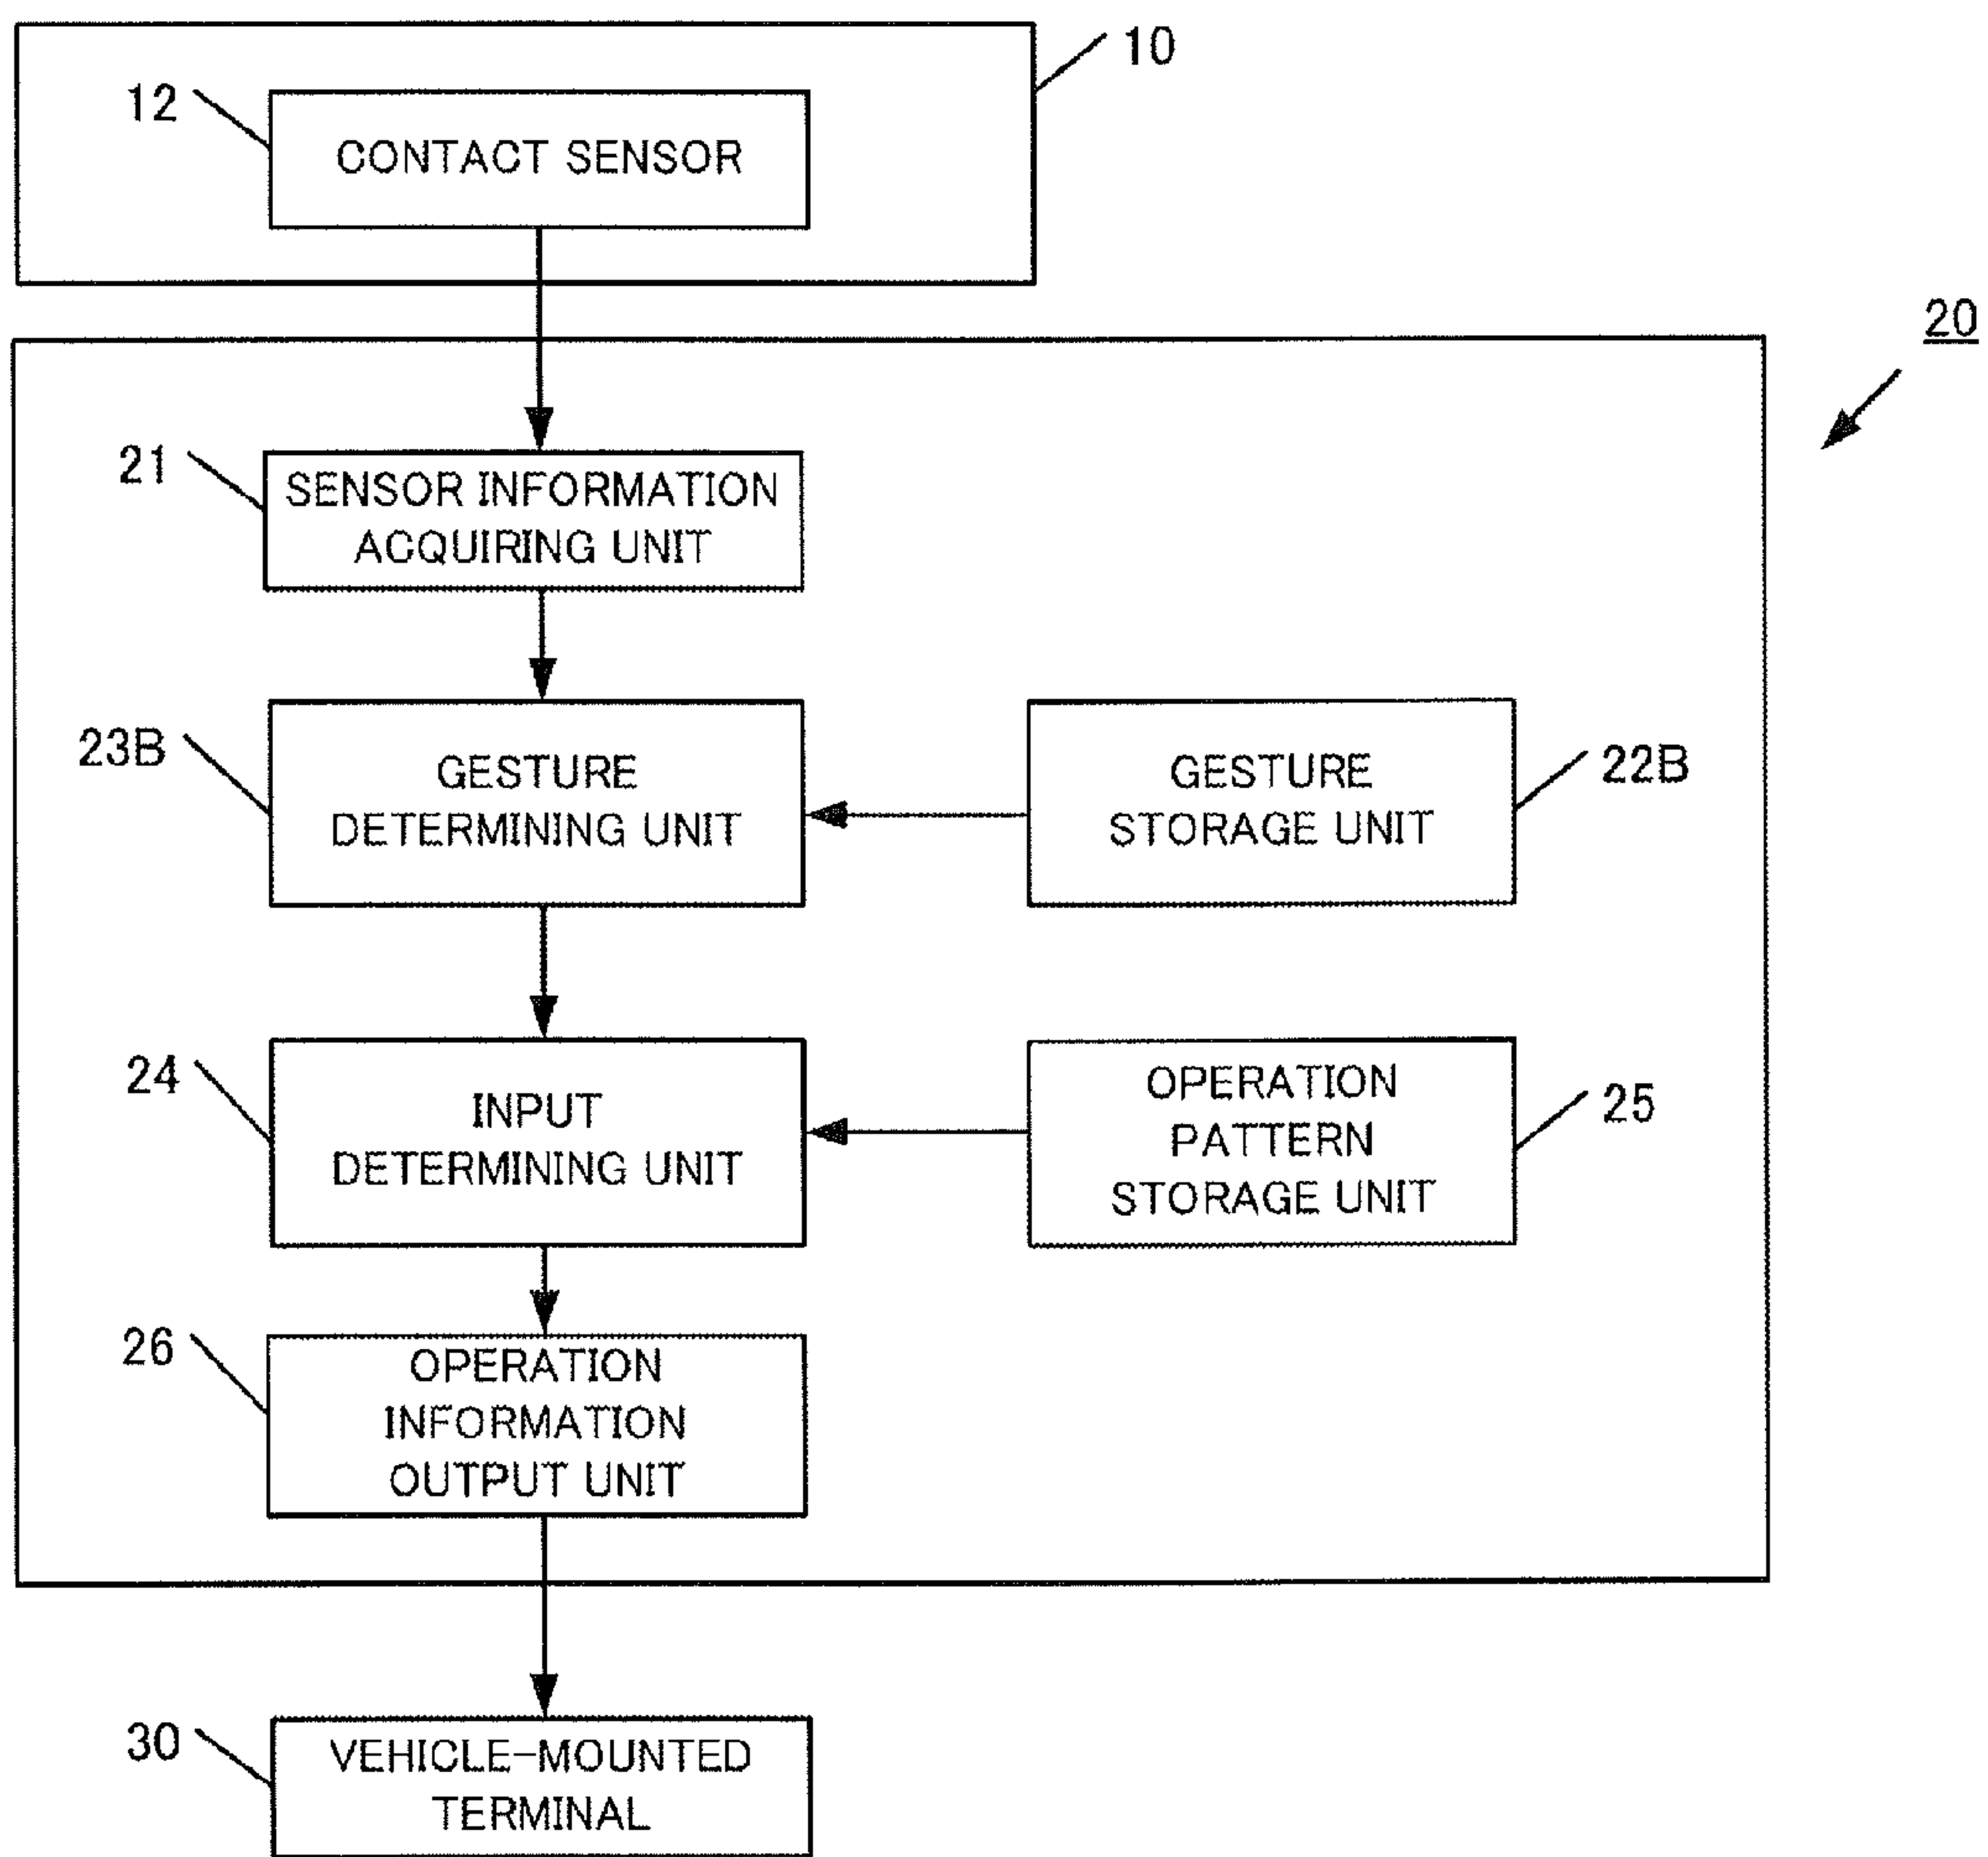 10
12
CONTACT SENSOR
20
21
SENSOR INFORMATION
ACQUIRING UNIT
23B
GESTURE
DETERMINING UNIT
GESTURE
STORAGE UNIT
22B
24
INPUT
DETERMINING UNIT
OPERATION
PATTERN
STORAGE UNIT
25
26
OPERATION
INFORMATION
OUTPUT UNIT
30
VEHICLE-MOUNTED
TERMINAL